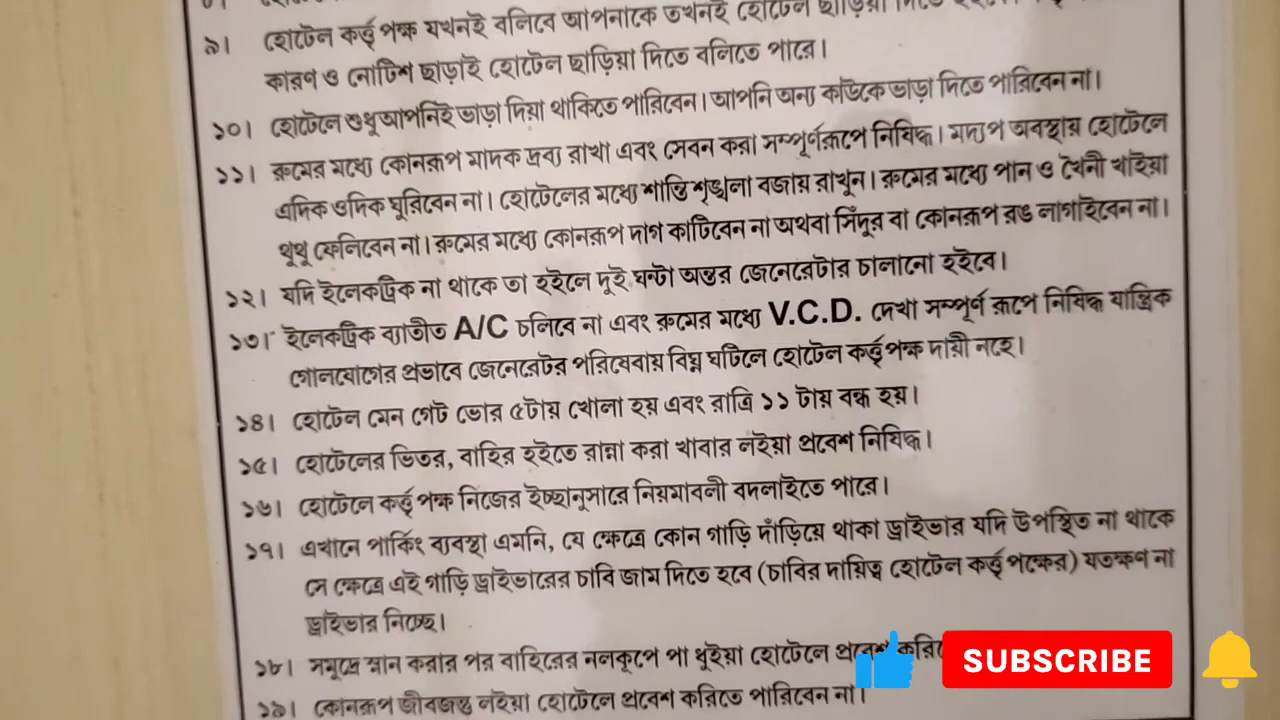 ৯। হোটেল কর্তৃপক্ষ যখনই বলিবে আপনাকে তখনই হোটেল ছাড়িয়া দিতে
কারণ ও নোটিশ ছাড়াই হোটেল ছাড়িয়া দিতে বলিতে পারে।
১০। হোটেলে শুধু আপনিই ভাড়া দিয়া থাকিতে পারিবেন। আপনি অন্য কাউকে ভাড়া দিতে পারিবেন না।
১১। রুমের মধ্যে কোনরূপ মাদক দ্রব্য রাখা এবং সেবন করা সম্পূর্ণরূপে নিষিদ্ধ। মদ্যপ অবস্থায় হোটেলে
এদিক ওদিক ঘুরিবেন না। হোটেলের মধ্যে শান্তি শৃঙ্খলা বজায় রাখুন। রুমের মধ্যে পান ও খৈনী খাইয়া
থুথু ফেলিবেন না। রুমের মধ্যে কোনরূপ দাগ কাটিবেন না অথবা সিঁদুর বা কোনরূপ রঙ লাগাইবেন না।
১২। যদি ইলেকট্রিক না থাকে তা হইলে দুই ঘন্টা অন্তর জেনেরেটার চালানো হইবে।
১৩। ইলেকট্রিক ব্যাতীত A/C চলিবে না এবং রুমের মধ্যে V.C.D. দেখা সম্পূর্ণ রূপে নিষিদ্ধ যান্ত্রিক
গোলযোগের প্রভাবে জেনেরেটর পরিষেবায় বিঘ্ন ঘটিলে হোটেল কর্তৃপক্ষ দায়ী নহে।
১৪। হোটেল মেন গেট ভোর ৫টায় খোলা হয় এবং রাত্রি ১১ টায় বন্ধ হয়।
১৫। হোটেলের ভিতর, বাহির হইতে রান্না করা খাবার লইয়া প্রবেশ নিষিদ্ধ।
১৬। হোটেলে কর্তৃপক্ষ নিজের ইচ্ছানুসারে নিয়মাবলী বদলাইতে পারে।
১৭। এখানে পার্কিং ব্যবস্থা এমনি, যে ক্ষেত্রে কোন গাড়ি দাঁড়িয়ে থাকা ড্রাইভার যদি উপস্থিত না থাকে
সে ক্ষেত্রে এই গাড়ি ড্রাইভারের চাবি জাম দিতে হবে (চাবির দায়িত্ব হোটেল কর্তৃপক্ষের) যতক্ষণ না
ড্রাইভার নিচ্ছে।
১৮। সমুদ্রে স্নান করার পর বাহিরের নলকূপে পা ধুইয়া হোটেলে প্রবেশ
SUBSCRIBE
১৯। কোনরূপ জীবজন্তু লইয়া হোটেলে প্রবেশ করিতে পারিবেন না।